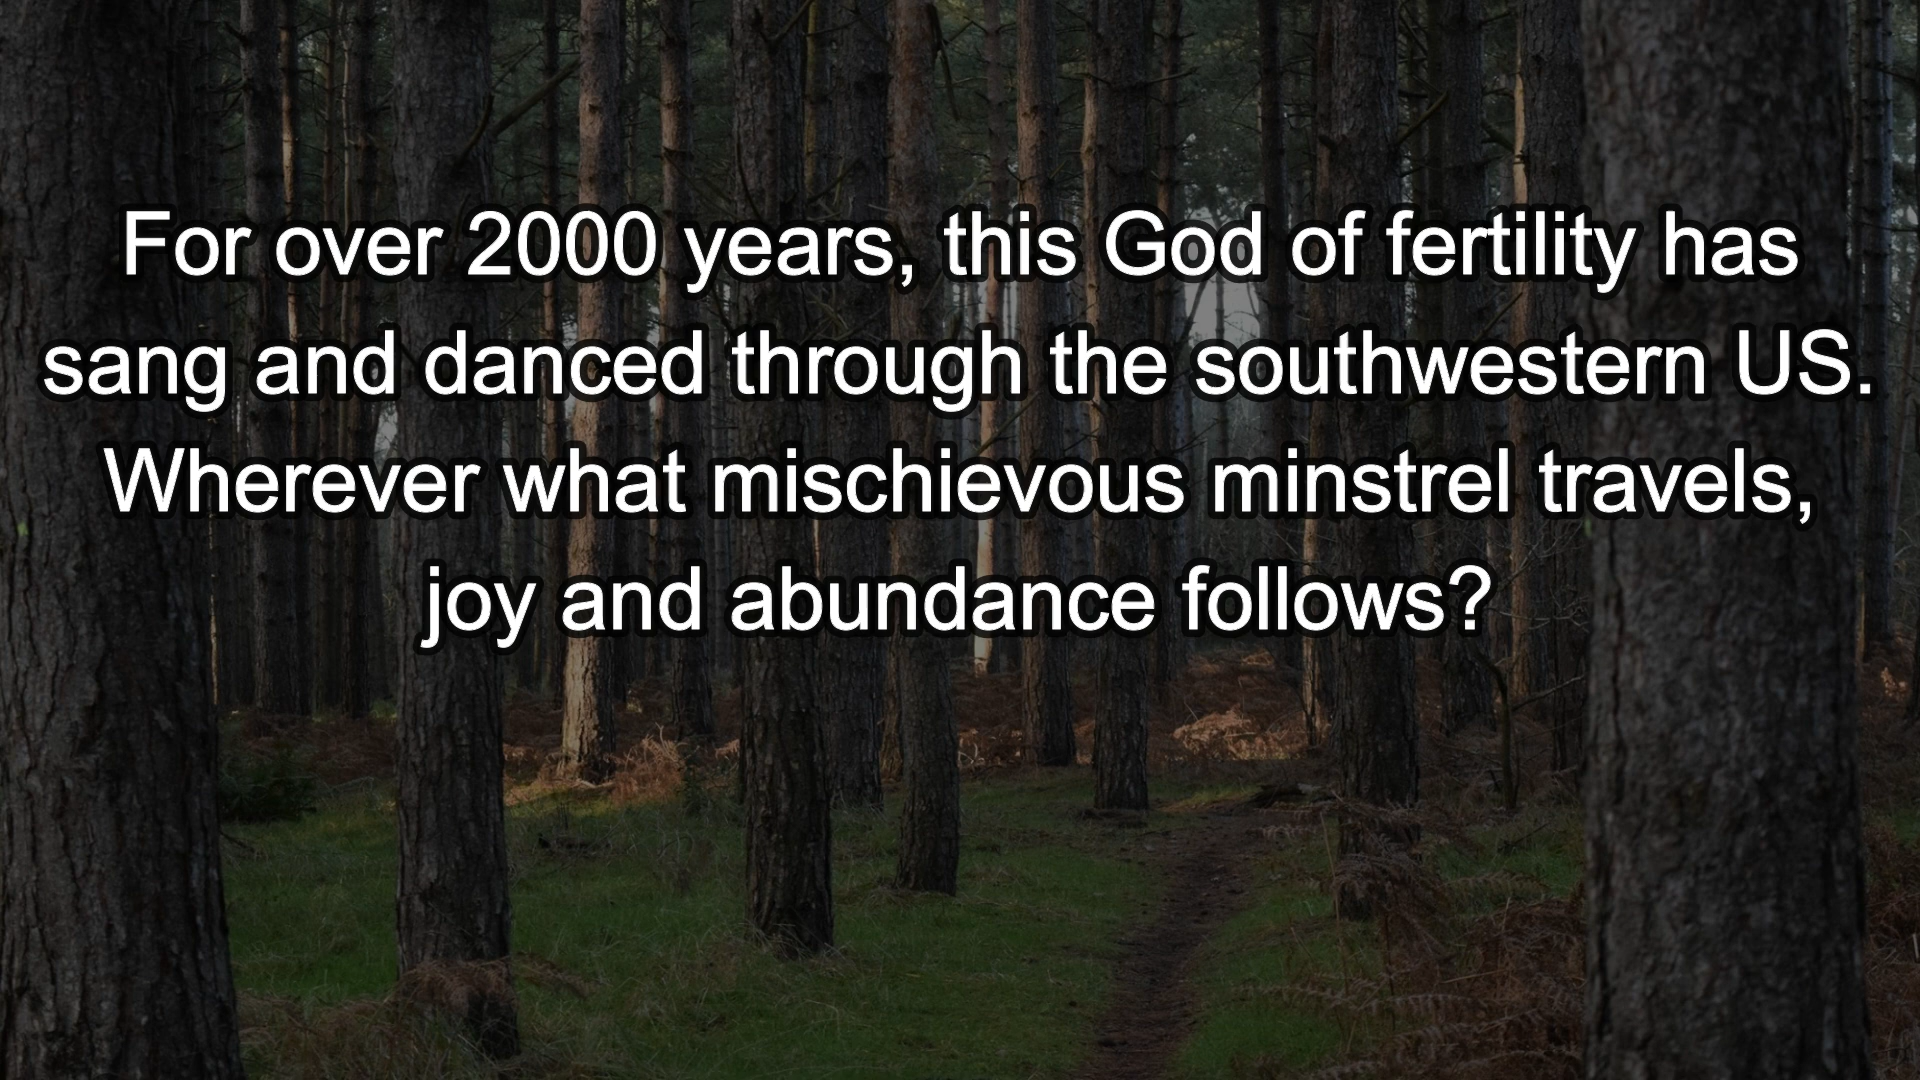 For over 2000 years, this God of fertility has
sang and danced through the southwestern US.
Wherever what mischievous minstrel travels,
joy and abundance follows?